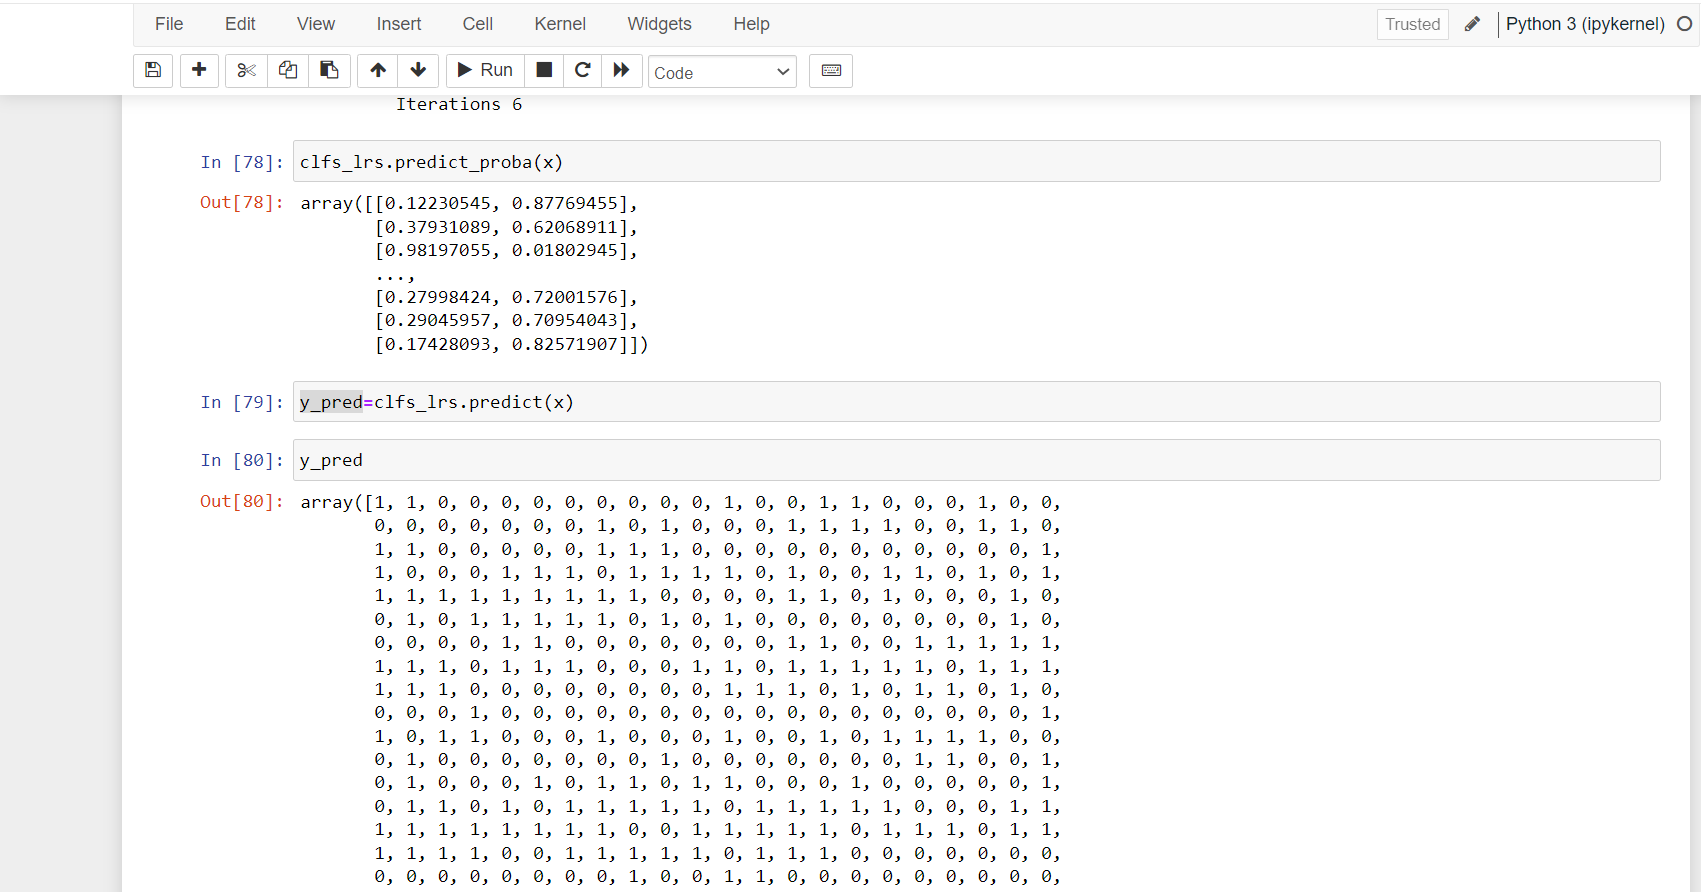 File Edit View Insert Cell Kernel Widgets Help Trusted Python 3 (ipykernel)
Run Code
Iterations 6
In [78]: clfs_lrs.predict_proba(x)
Out[78]: array([[0.12230545, 0.87769455],
[0.37931089, 0.62068911],
[0.98197055, 0.01802945],
...,
[0.27998424, 0.72001576],
[0.29045957, 0.70954043],
[0.17428093, 0.82571907]])
In [79]: y_pred=clfs_lrs.predict(x)
In [80]: y_pred
Out[80]: array([1, 1, 0, 0, 0, 0, 0, 0, 0, 0, 0, 1, 0, 0, 1, 1, 0, 0, 0, 1, 0, 0,
0, 0, 0, 0, 0, 0, 0, 1, 0, 1, 0, 0, 0, 1, 1, 1, 1, 0, 0, 1, 1, 0,
1, 1, 0, 0, 0, 0, 0, 1, 1, 1, 0, 0, 0, 0, 0, 0, 0, 0, 0, 0, 0, 1,
1, 0, 0, 0, 1, 1, 1, 0, 1, 1, 1, 1, 0, 1, 0, 0, 1, 1, 0, 1, 0, 1,
1, 1, 1, 1, 1, 1, 1, 1, 1, 0, 0, 0, 0, 1, 1, 0, 1, 0, 0, 0, 1, 0,
0, 1, 0, 1, 1, 1, 1, 1, 0, 1, 0, 1, 0, 0, 0, 0, 0, 0, 0, 0, 1, 0,
0, 0, 0, 0, 1, 1, 0, 0, 0, 0, 0, 0, 0, 1, 1, 0, 0, 1, 1, 1, 1, 1,
1, 1, 1, 0, 1, 1, 1, 0, 0, 0, 1, 1, 0, 1, 1, 1, 1, 1, 0, 1, 1, 1,
1, 1, 1, 0, 0, 0, 0, 0, 0, 0, 0, 1, 1, 1, 0, 1, 0, 1, 1, 0, 1, 0,
0, 0, 0, 1, 0, 0, 0, 0, 0, 0, 0, 0, 0, 0, 0, 0, 0, 0, 0, 0, 0, 1,
1, 0, 1, 1, 0, 0, 0, 1, 0, 0, 0, 1, 0, 0, 1, 0, 1, 1, 1, 1, 0, 0,
0, 1, 0, 0, 0, 0, 0, 0, 0, 1, 0, 0, 0, 0, 0, 0, 0, 1, 1, 0, 0, 1,
0, 1, 0, 0, 0, 1, 0, 1, 1, 0, 1, 1, 0, 0, 0, 1, 0, 0, 0, 0, 0, 1,
0, 1, 1, 0, 1, 0, 1, 1, 1, 1, 1, 0, 1, 1, 1, 1, 1, 0, 0, 0, 1, 1,
1, 1, 1, 1, 1, 1, 1, 1, 0, 0, 1, 1, 1, 1, 1, 0, 1, 1, 1, 0, 1, 1,
1, 1, 1, 1, 0, 0, 1, 1, 1, 1, 1, 0, 1, 1, 1, 0, 0, 0, 0, 0, 0, 0,
0, 0, 0, 0, 0, 0, 0, 0, 1, 0, 0, 1, 1, 0, 0, 0, 0, 0, 0, 0, 0, 0,